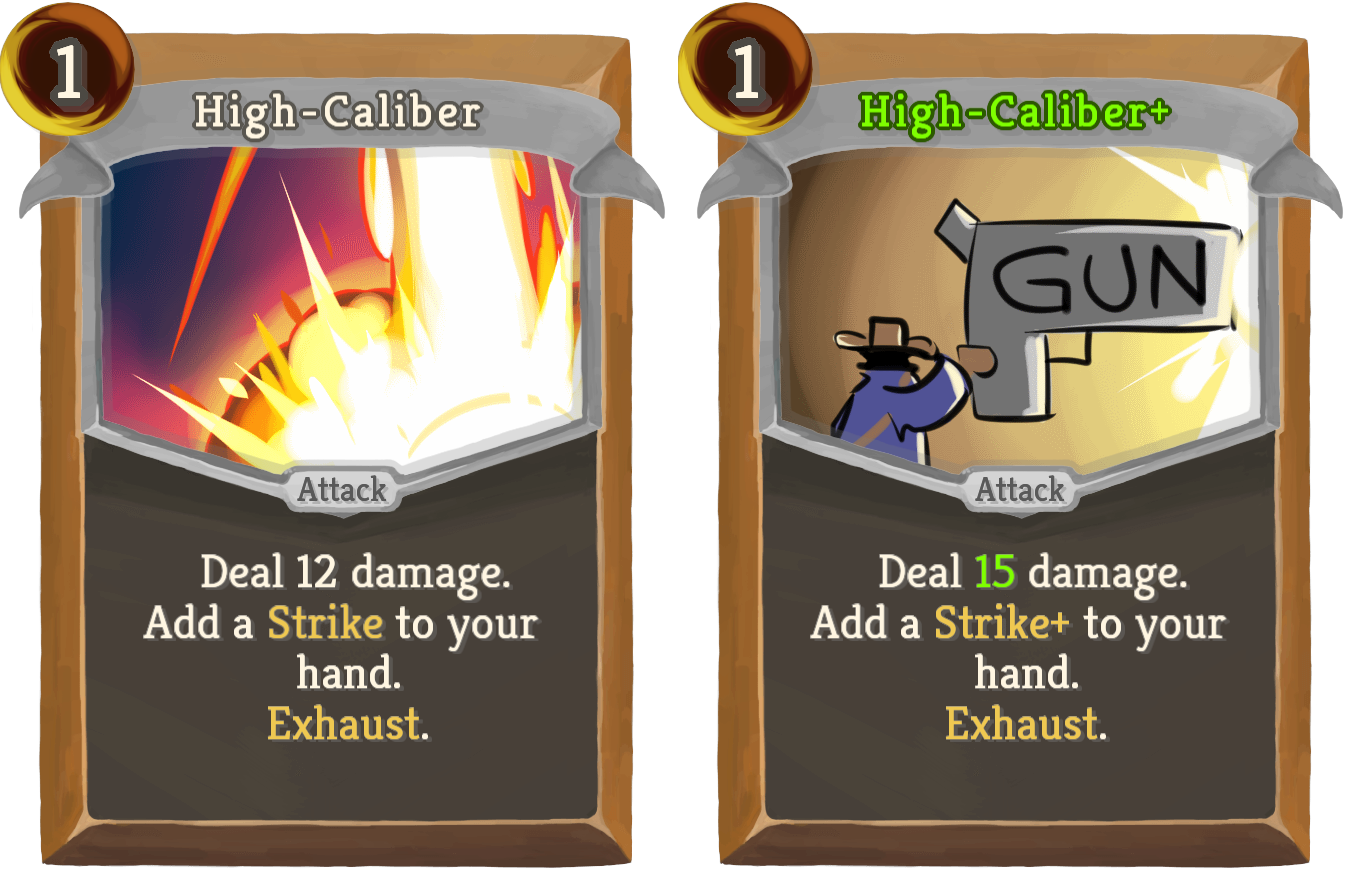 1
High-Caliber
Attack
Deal 12 damage.
Add a Strike to your
hand.
Exhaust.
1
High-Caliber+
GUN
Attack
Deal 15 damage.
Add a Strike+ to your
hand.
Exhaust.